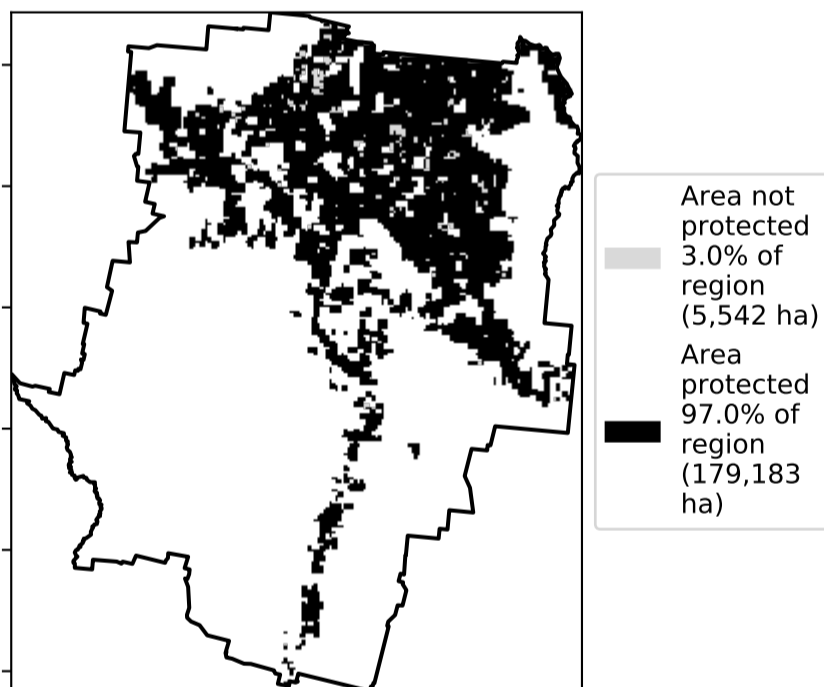 Area not
protected
3.0% of
region
(5,542 ha)
Area
protected
97.0% of
region
(179,183
ha)